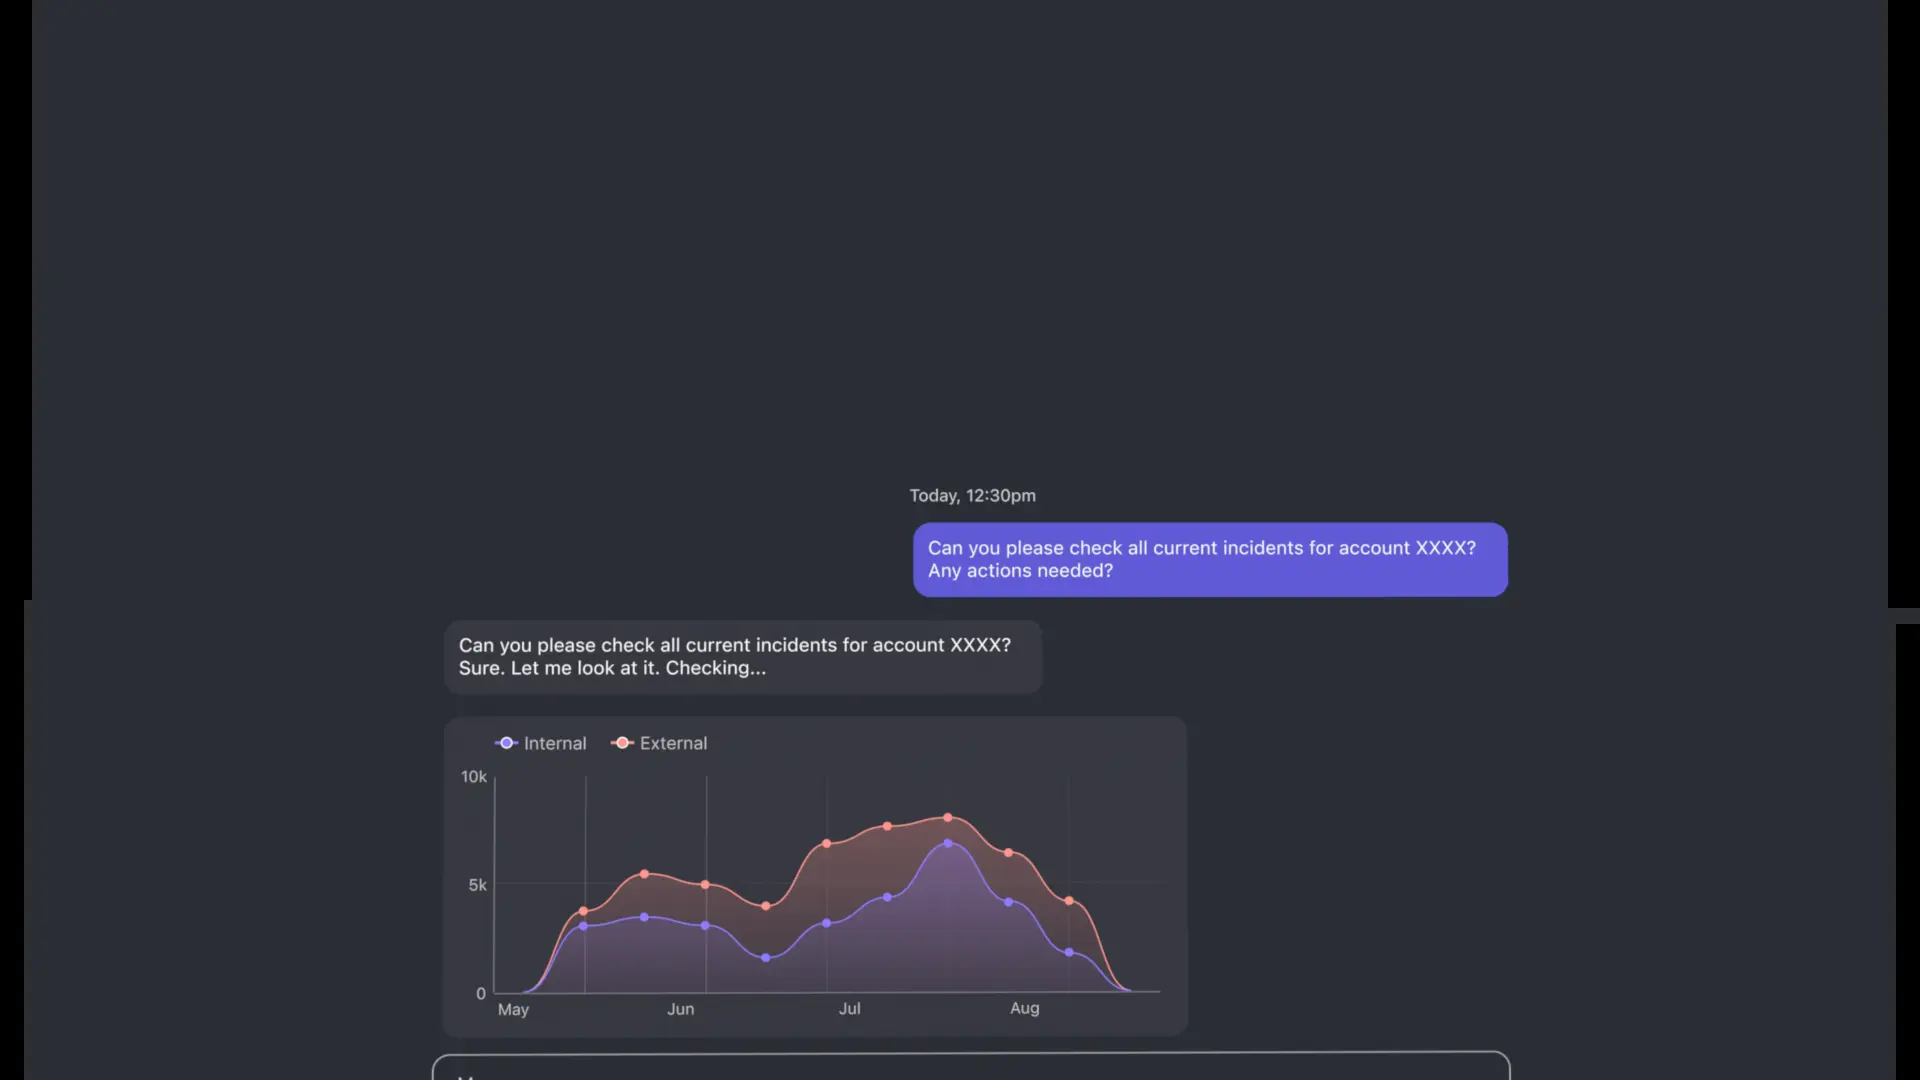 Today, 12:30pm
Can you please check all current incidents for account XXXX?
Any actions needed?
Can you please check all current incidents for account XXXX?
Sure. Let me look at it. Checking...
Internal
External
10k
5k
0
May
Jun
Jul
Aug